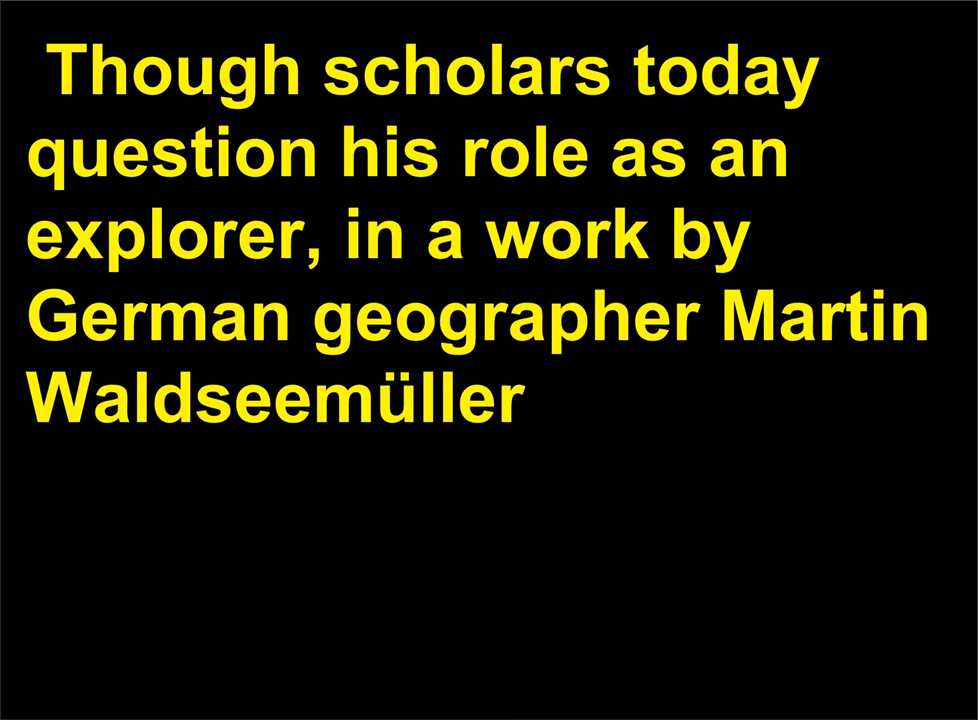 Though scholars today
question his role as an
explorer, in a work by
German geographer Martin
Waldseemüller